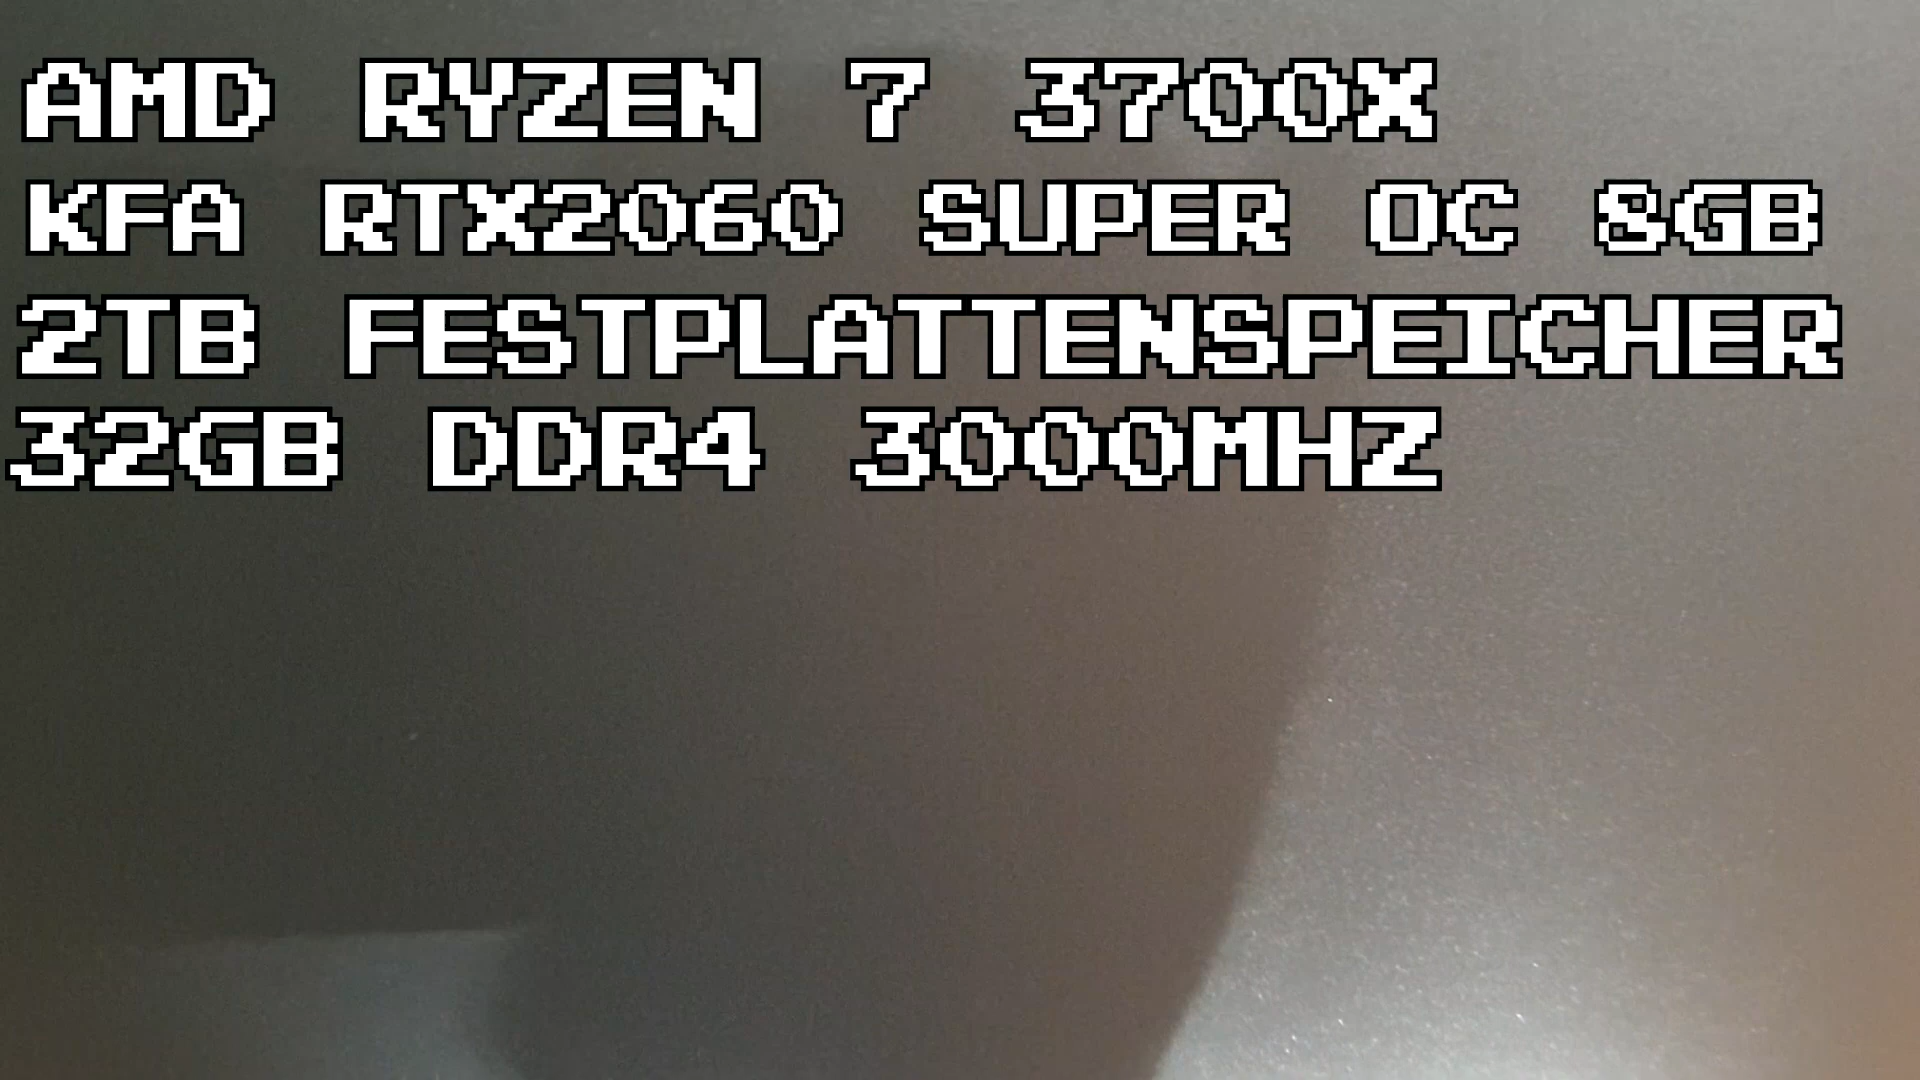 AMD RYZEN 7 3700X
KFA RTX2060 SUPER OC 8GB
2TB FESTPLATTENSPEICHER
32GB DDR4 3000MHZ